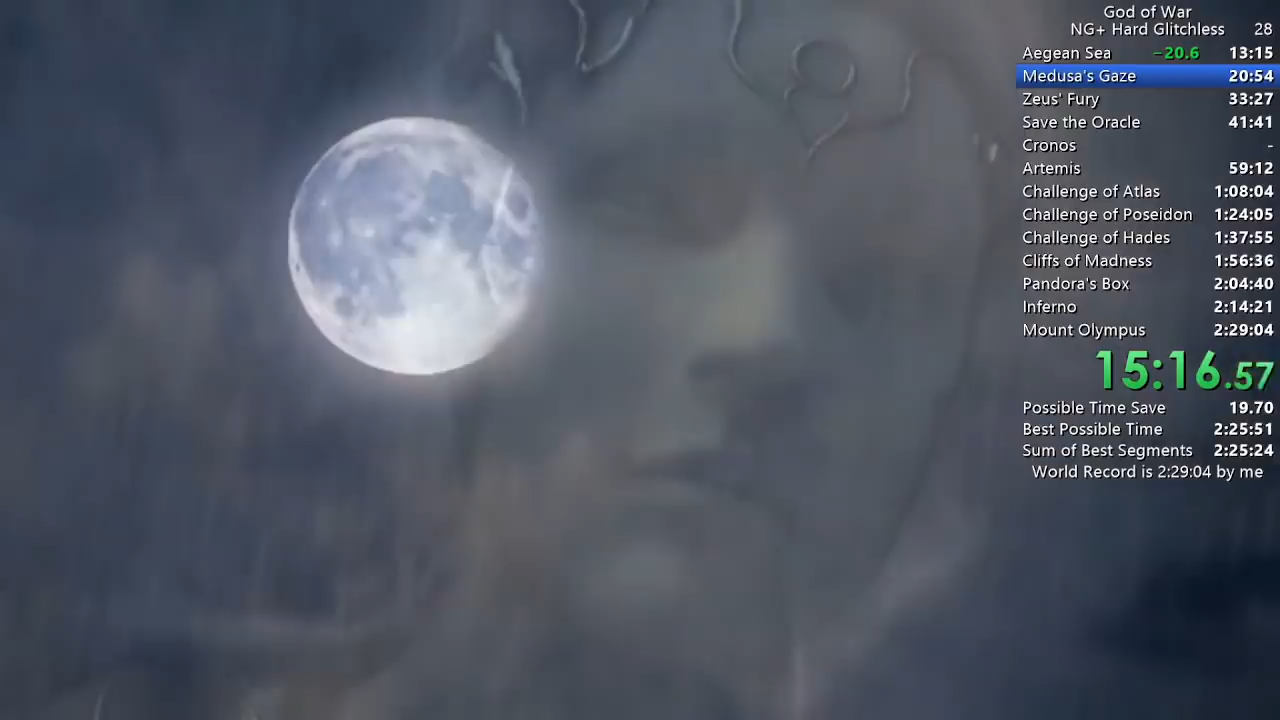 God of War
NG+ Hard Glitchless 28
Aegean Sea −20.6 13:15
Medusa's Gaze 20:54
Zeus' Fury 33:27
Save the Oracle 41:41
Cronos -
Artemis 59:12
Challenge of Atlas 1:08:04
Challenge of Poseidon 1:24:05
Challenge of Hades 1:37:55
Cliffs of Madness 1:56:36
Pandora's Box 2:04:40
Inferno 2:14:21
Mount Olympus 2:29:04
15:16.57
Possible Time Save 19.70
Best Possible Time 2:25:51
Sum of Best Segments 2:25:24
World Record is 2:29:04 by me